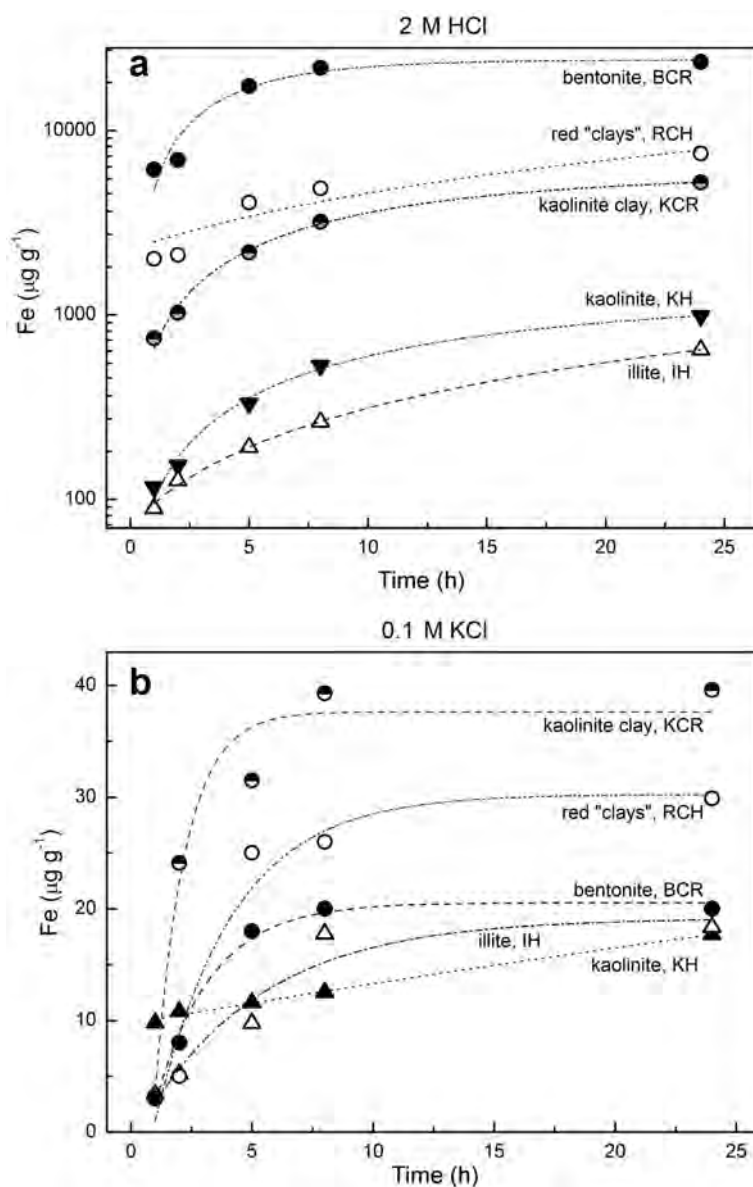 2 M HCl
a
bentonite, BCR
10000
red "clays", RCH
kaolinite clay, KCR
Fe (µg g⁻¹)
1000
kaolinite, KH
illite, IH
100
0 5 10 15 20 25
Time (h)
0.1 M KCl
b
40
kaolinite clay, KCR
30
red "clays", RCH
Fe (µg g⁻¹)
bentonite, BCR
20
illite, IH
kaolinite, KH
10
0
0 5 10 15 20 25
Time (h)